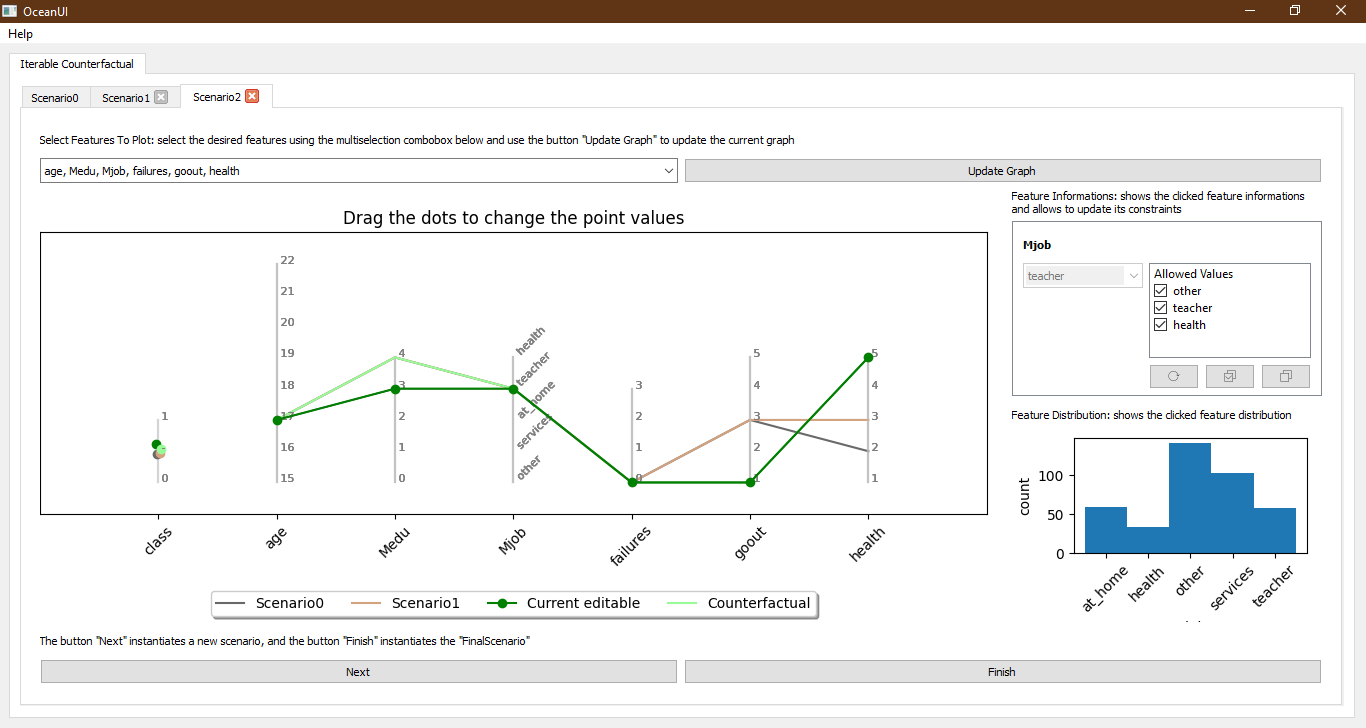 OceanUI
Help
Iterable Counterfactual
Scenario0 Scenario1 Scenario2
Select Features To Plot: select the desired features using the multiselection combobox below and use the button "Update Graph" to update the current graph
age, Medu, Mjob, failures, goout, health
Update Graph
Drag the dots to change the point values
1
0
22
21
20
19
18
17
16
15
4
3
2
1
0
health
teacher
at_home
services
other
3
2
1
0
5
4
3
2
1
5
4
3
2
1
class age Medu Mjob failures goout health
Scenario0 Scenario1 Current editable Counterfactual
Feature Informations: shows the clicked feature informations
and allows to update its constraints
Mjob
teacher
Allowed Values
other
teacher
health
Feature Distribution: shows the clicked feature distribution
count
100
50
0
at_home health other services teacher
The button "Next" instantiates a new scenario, and the button "Finish" instantiates the "FinalScenario"
Next
Finish